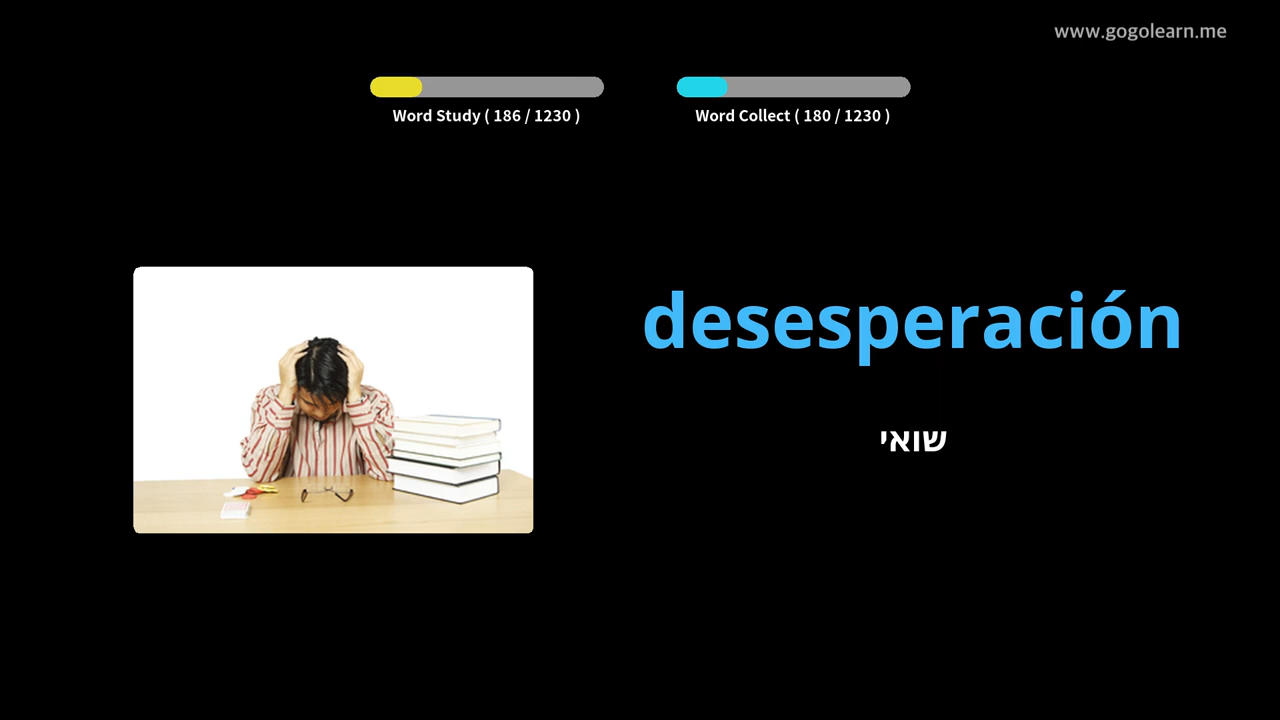 www.gogolearn.me
Word Study ( 186 / 1230 )
Word Collect ( 180 / 1230 )
desesperación
שואי